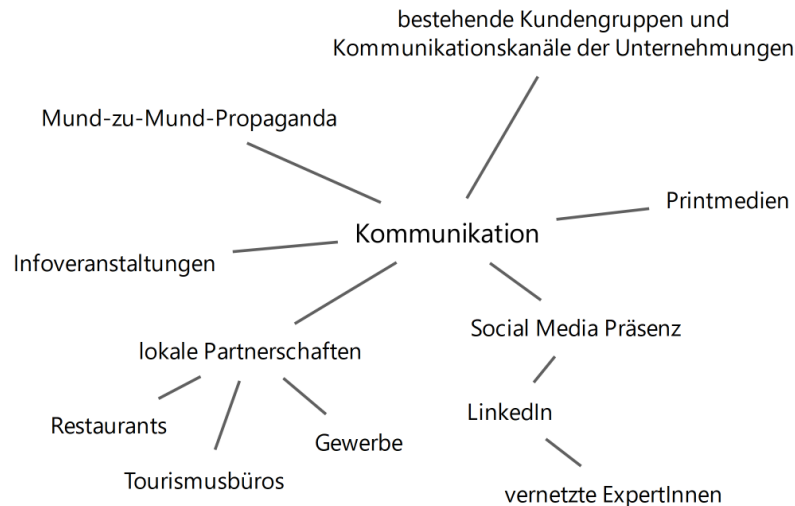 bestehende Kundengruppen und
Kommunikationskanäle der Unternehmungen
Mund-zu-Mund-Propaganda
Printmedien
Kommunikation
Infoveranstaltungen
Social Media Präsenz
lokale Partnerschaften
LinkedIn
Restaurants
Gewerbe
Tourismusbüros
vernetzte ExpertInnen